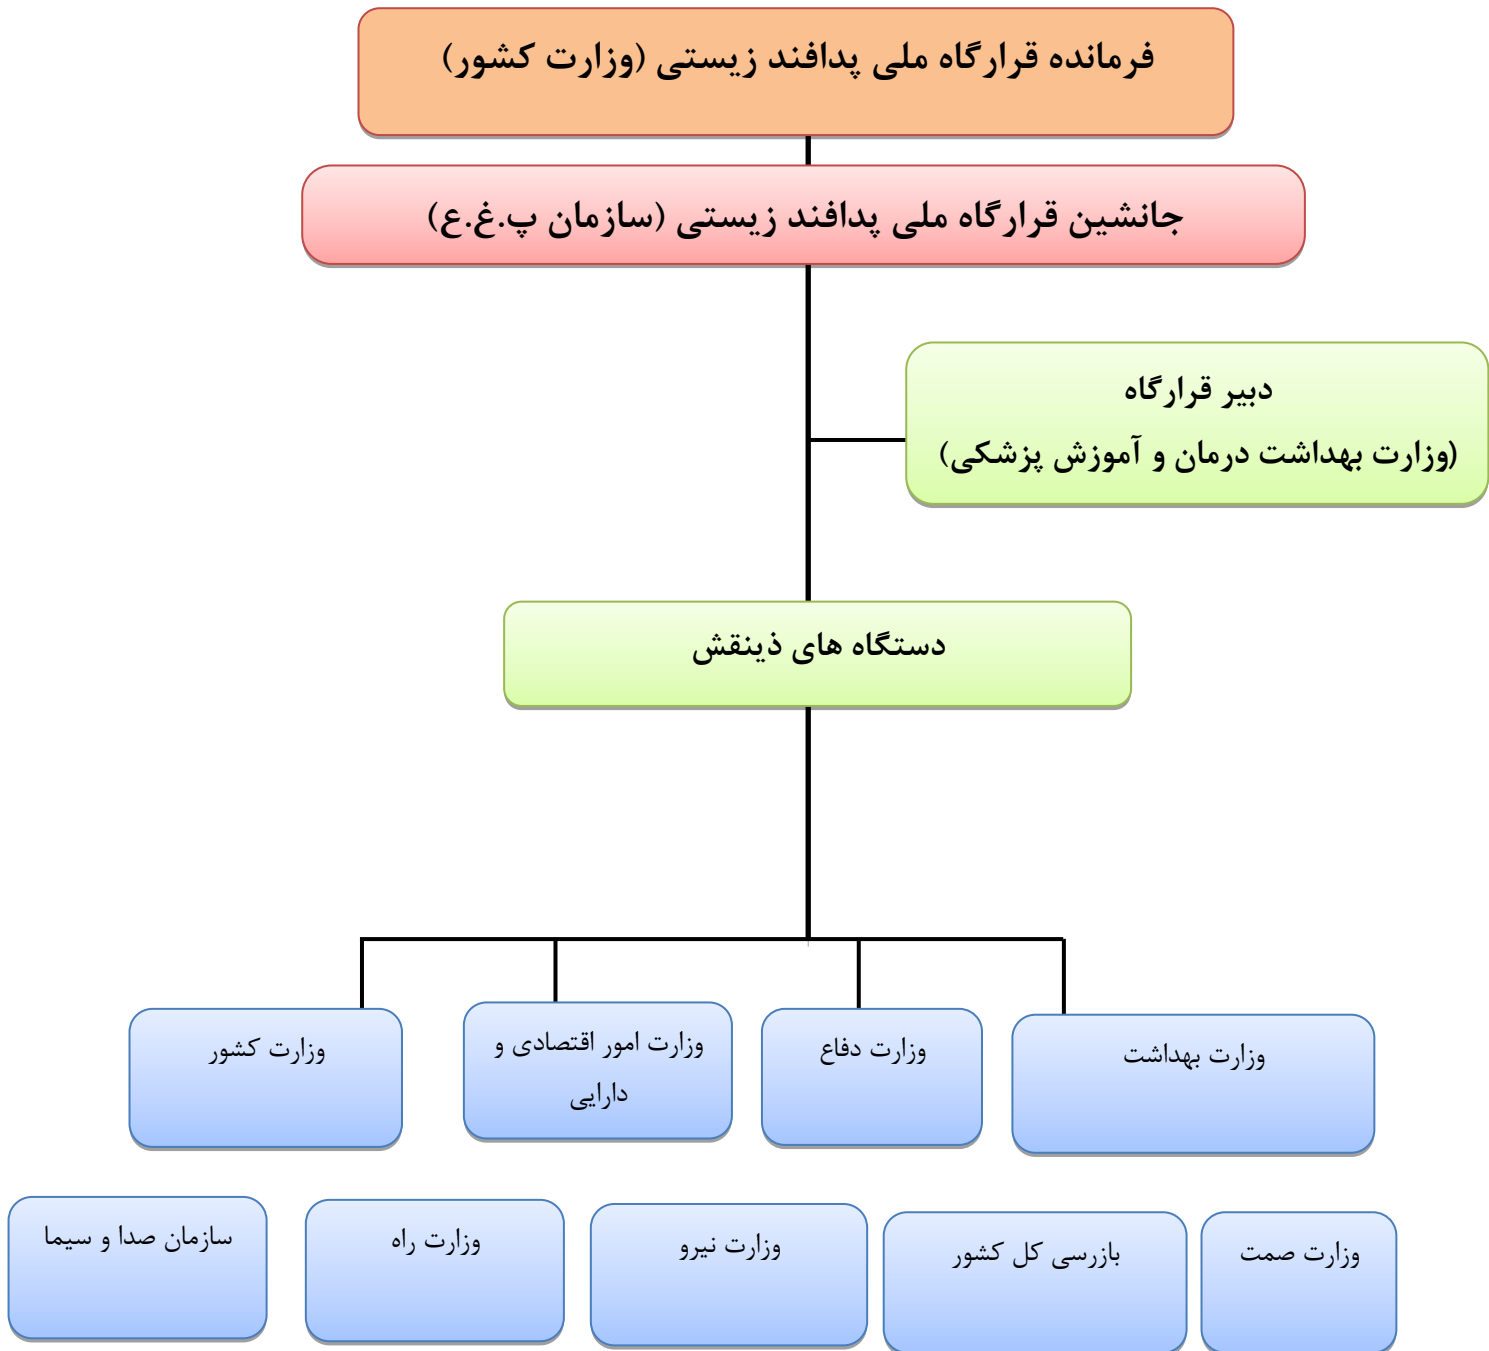 فرمانده قرارگاه ملی پدافند زیستی (وزارت کشور)
جانشین قرارگاه ملی پدافند زیستی (سازمان پ.غ.ع)
دبیر قرارگاه
(وزارت بهداشت درمان و آموزش پزشکی)
دستگاه های ذینقش
وزارت بهداشت
وزارت دفاع
وزارت امور اقتصادی و
دارایی
وزارت کشور
وزارت صمت
بازرسی کل کشور
وزارت نیرو
وزارت راه
سازمان صدا و سیما